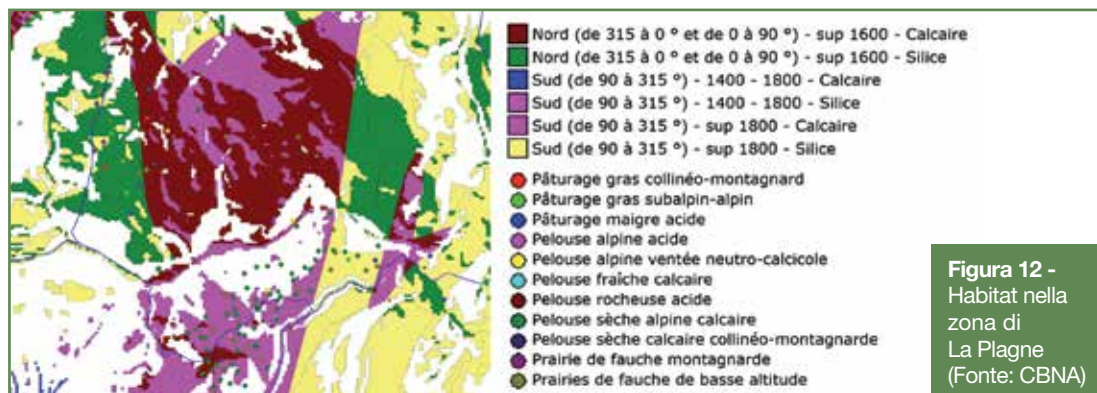 Nord (de 315 à 0 ° et de 0 à 90 °) - sup 1600 - Calcaire
Nord (de 315 à 0 ° et de 0 à 90 °) - sup 1600 - Silice
Sud (de 90 à 315 °) - 1400 - 1800 - Calcaire
Sud (de 90 à 315 °) - 1400 - 1800 - Silice
Sud (de 90 à 315 °) - sup 1800 - Calcaire
Sud (de 90 à 315 °) - sup 1800 - Silice
Pâturage gras collinéo-montagnard
Pâturage gras subalpin-alpin
Pâturage maigre acide
Pelouse alpine acide
Pelouse alpine ventée neutro-calcicole
Pelouse fraîche calcaire
Pelouse rocheuse acide
Pelouse sèche alpine calcaire
Pelouse sèche calcaire collinéo-montagnarde
Prairie de fauche montagnarde
Prairies de fauche de basse altitude
Figura 12 -
Habitat nella
zona di
La Plagne
(Fonte: CBNA)